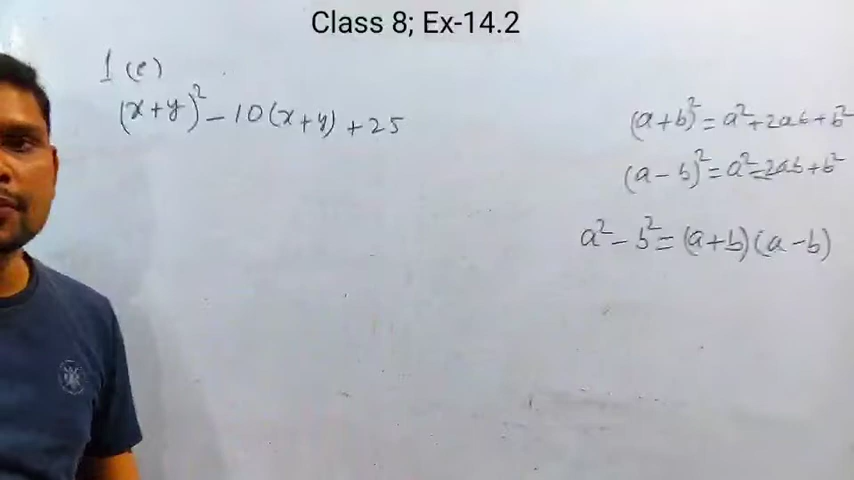 Class 8; Ex-14.2
1 (e)
(x+y)² - 10(x+y) + 25
(a+b)² = a²+2ab+b²
(a-b)² = a²-2ab+b²
a²-b² = (a+b)(a-b)